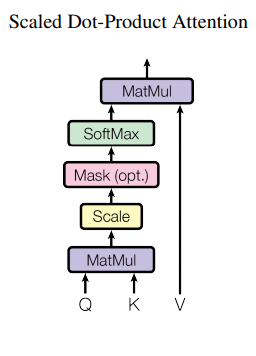 Scaled Dot-Product Attention
MatMul
SoftMax
Mask (opt.)
Scale
MatMul
Q K V